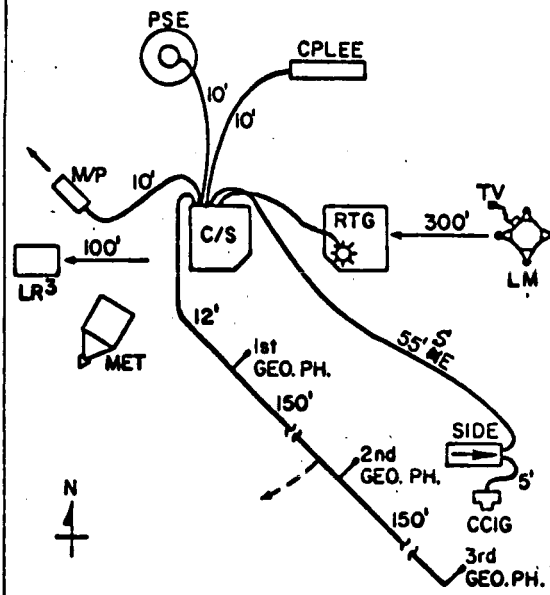 PSE
CPLEE
10'
10'
M/P
10'
TV
C/S
RTG
300'
LM
100'
LR3
MET
12'
1st
GEO. PH.
55' 
SIDE
150'
2nd
GEO. PH.
5'
CCIG
N
150'
3rd
GEO. PH.